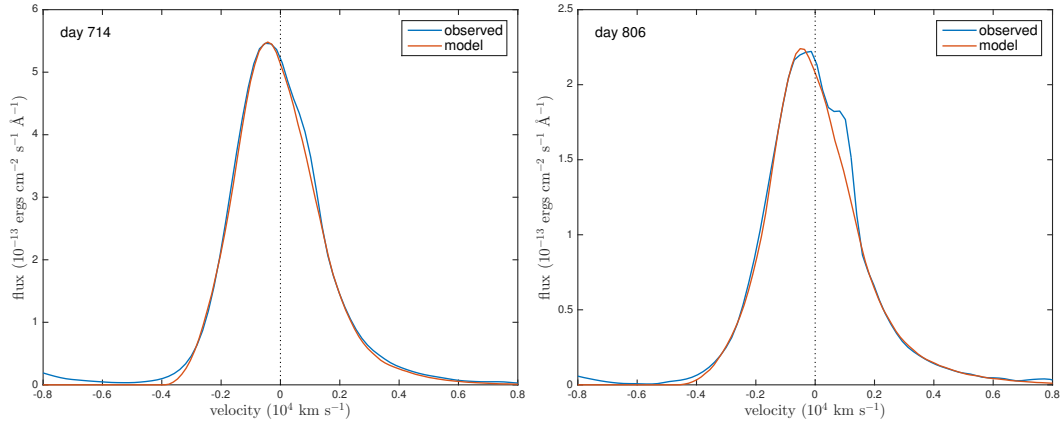 day 714
observed
model
6
5
4
3
2
1
0
flux (10⁻¹³ ergs cm⁻² s⁻¹ Å⁻¹)
-0.8 -0.6 -0.4 -0.2 0 0.2 0.4 0.6 0.8
velocity (10⁴ km s⁻¹)
day 806
observed
model
2.5
2
1.5
1
0.5
0
flux (10⁻¹³ ergs cm⁻² s⁻¹ Å⁻¹)
-0.8 -0.6 -0.4 -0.2 0 0.2 0.4 0.6 0.8
velocity (10⁴ km s⁻¹)